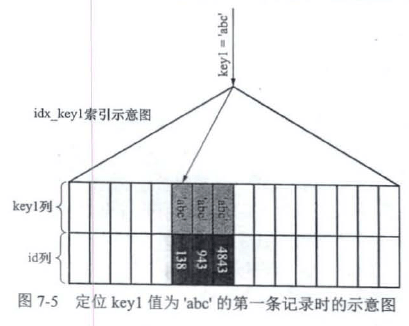 key1 = 'abc'
idx_key1索引示意图
key1列
'abc' 'abc' 'abc'
id列
138 943 4843
图 7-5 定位 key1 值为 'abc' 的第一条记录时的示意图